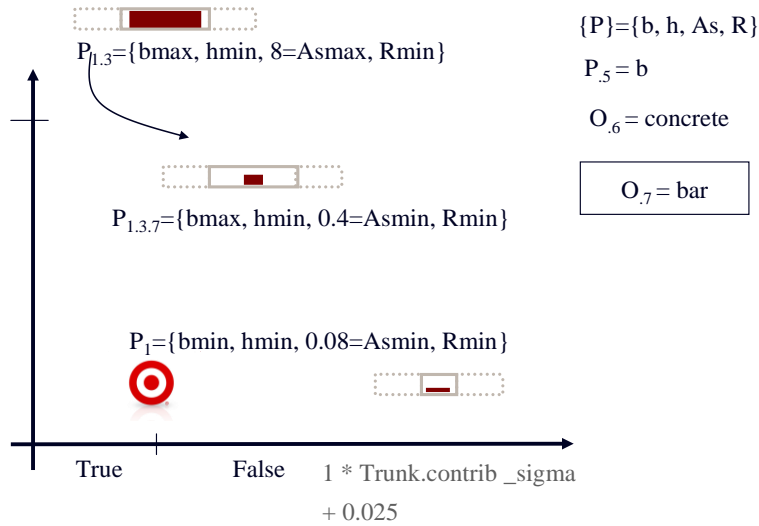 {P}={b, h, As, R}
P1.3={bmax, hmin, 8=Asmax, Rmin}
P.5 = b
O.6 = concrete
O.7 = bar
P1.3.7={bmax, hmin, 0.4=Asmin, Rmin}
P1={bmin, hmin, 0.08=Asmin, Rmin}
True
False
1 * Trunk.contrib _sigma
+ 0.025